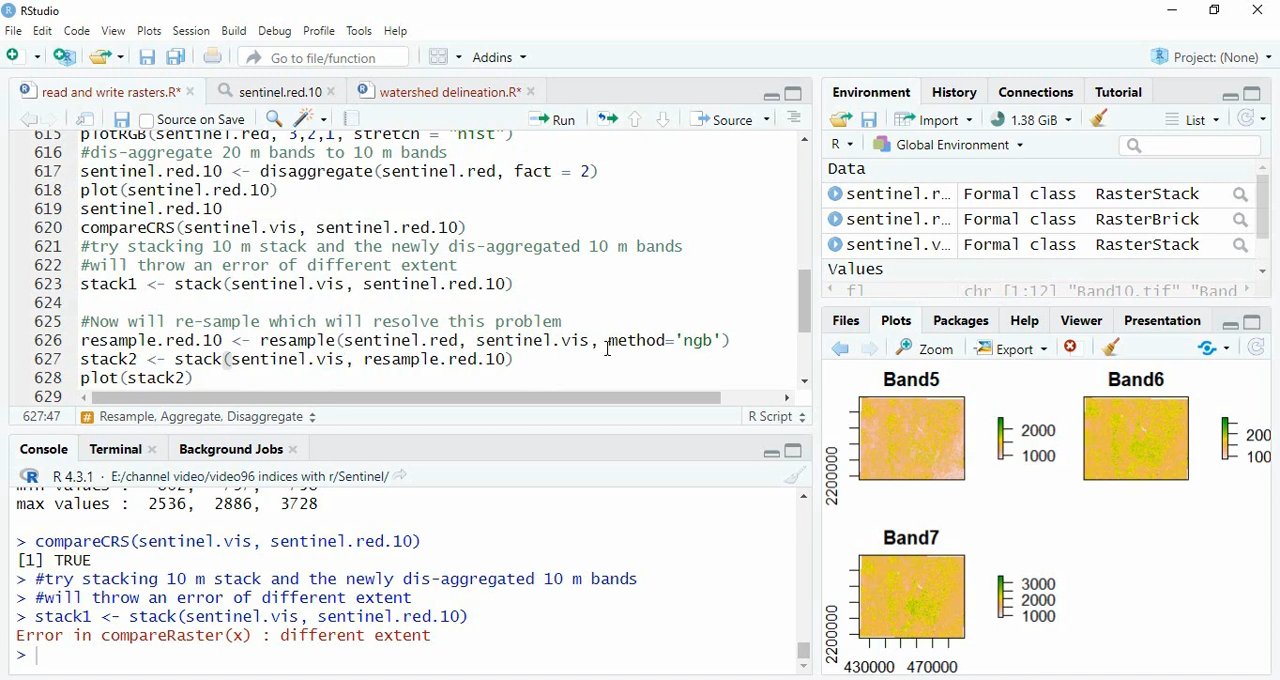 RStudio
File Edit Code View Plots Session Build Debug Profile Tools Help
Go to file/function Addins Project: (None)
read and write rasters.R* sentinel.red.10 watershed delineation.R*
Source on Save Run Source
615 plotRGB(sentinel.red, 3,2,1, stretch = "hist")
616 #dis-aggregate 20 m bands to 10 m bands
617 sentinel.red.10 <- disaggregate(sentinel.red, fact = 2)
618 plot(sentinel.red.10)
619 sentinel.red.10
620 compareCRS(sentinel.vis, sentinel.red.10)
621 #try stacking 10 m stack and the newly dis-aggregated 10 m bands
622 #will throw an error of different extent
623 stack1 <- stack(sentinel.vis, sentinel.red.10)
624
625 #Now will re-sample which will resolve this problem
626 resample.red.10 <- resample(sentinel.red, sentinel.vis, method='ngb')
627 stack2 <- stack(sentinel.vis, resample.red.10)
628 plot(stack2)
629
627:47 # Resample, Aggregate, Disaggregate R Script
Console Terminal Background Jobs
R 4.3.1 · E:/channel video/video96 indices with r/Sentinel/
max values : 2536, 2886, 3728
> compareCRS(sentinel.vis, sentinel.red.10)
[1] TRUE
> #try stacking 10 m stack and the newly dis-aggregated 10 m bands
> #will throw an error of different extent
> stack1 <- stack(sentinel.vis, sentinel.red.10)
Error in compareRaster(x) : different extent
>
Environment History Connections Tutorial
Import 1.38 GiB List
R Global Environment
Data
sentinel.r… Formal class RasterStack
sentinel.r… Formal class RasterBrick
sentinel.v… Formal class RasterStack
Values
fl chr [1:12] "Band10.tif" "Band
Files Plots Packages Help Viewer Presentation
Zoom Export
Band5 Band6
2200000 2000 1000 200 100
Band7
2200000 3000 2000 1000
430000 470000